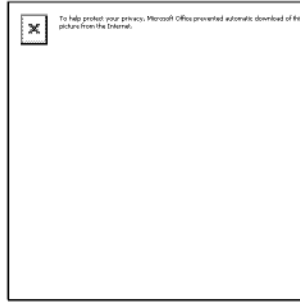 To help protect your privacy, Microsoft Office prevented automatic download of this
picture from the Internet.